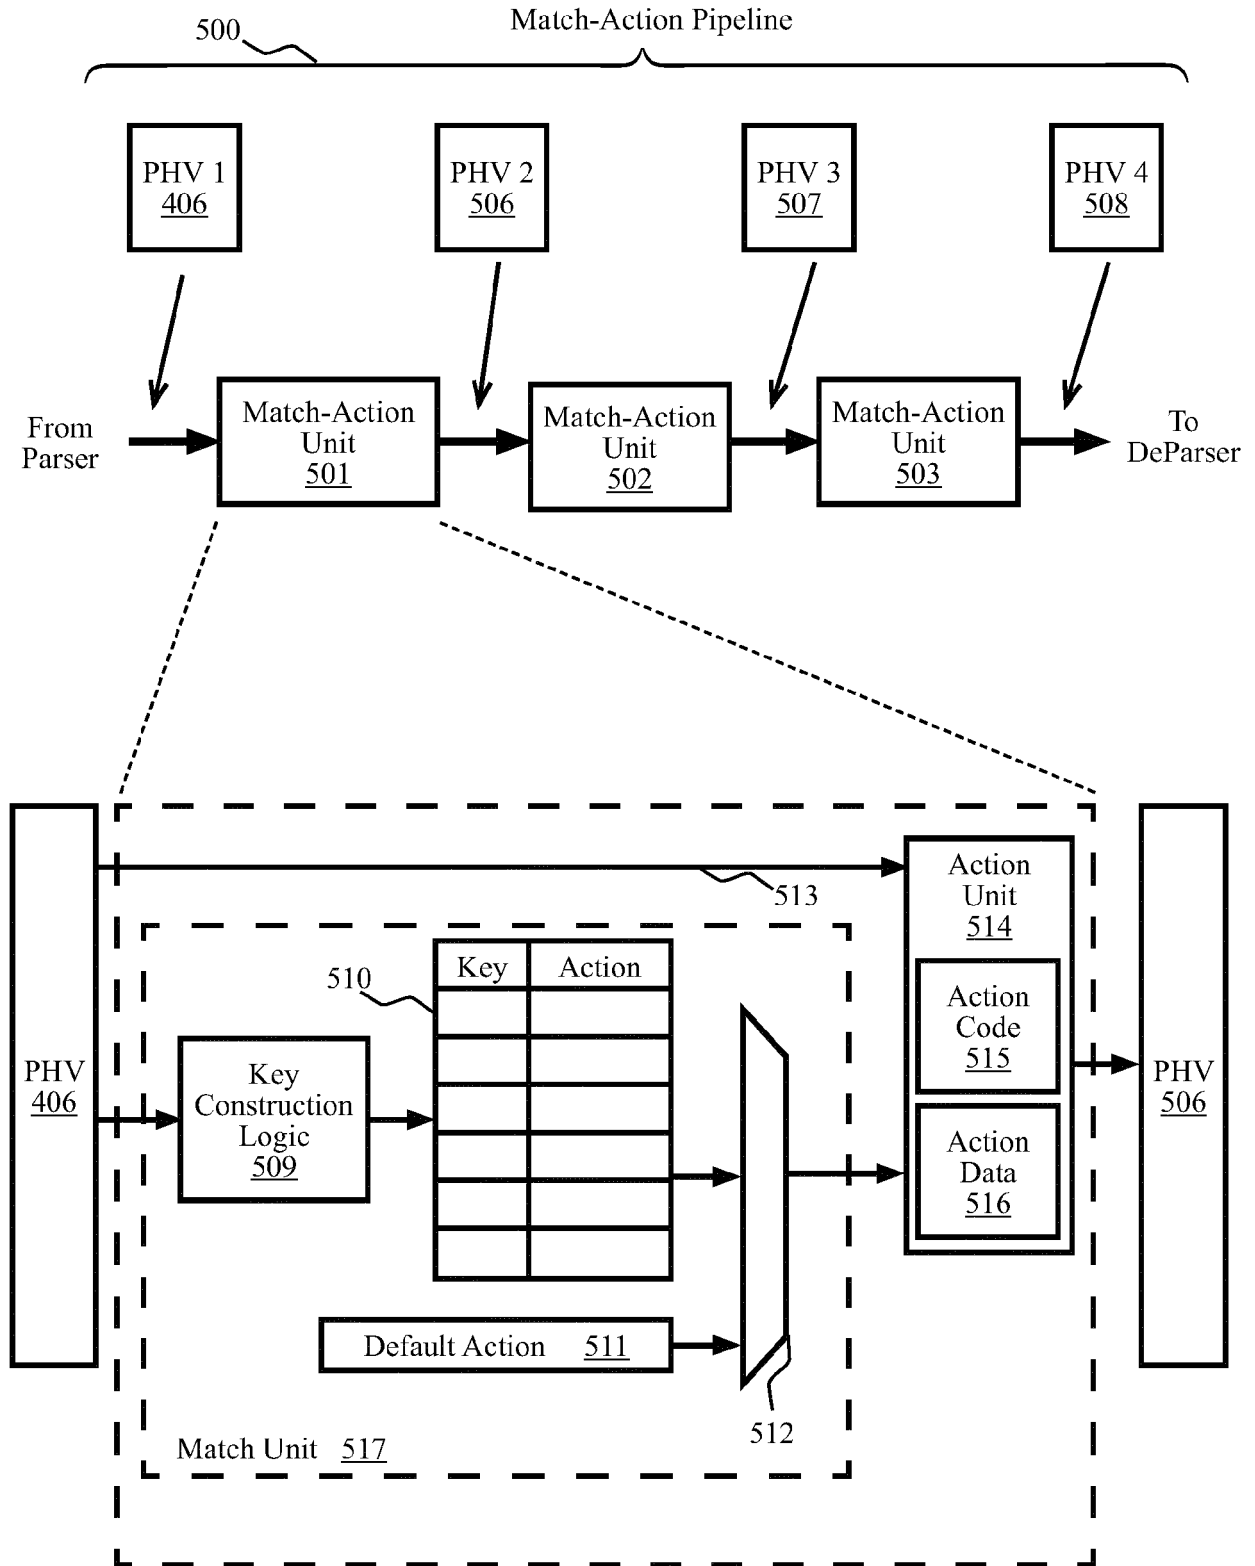 Match-Action Pipeline
500
PHV 1
406
PHV 2
506
PHV 3
507
PHV 4
508
From
Parser
Match-Action
Unit
501
Match-Action
Unit
502
Match-Action
Unit
503
To
DeParser
PHV
406
513
Action
Unit
514
Action
Code
515
Action
Data
516
PHV
506
510
Key Action
Key
Construction
Logic
509
Default Action 511
512
Match Unit 517